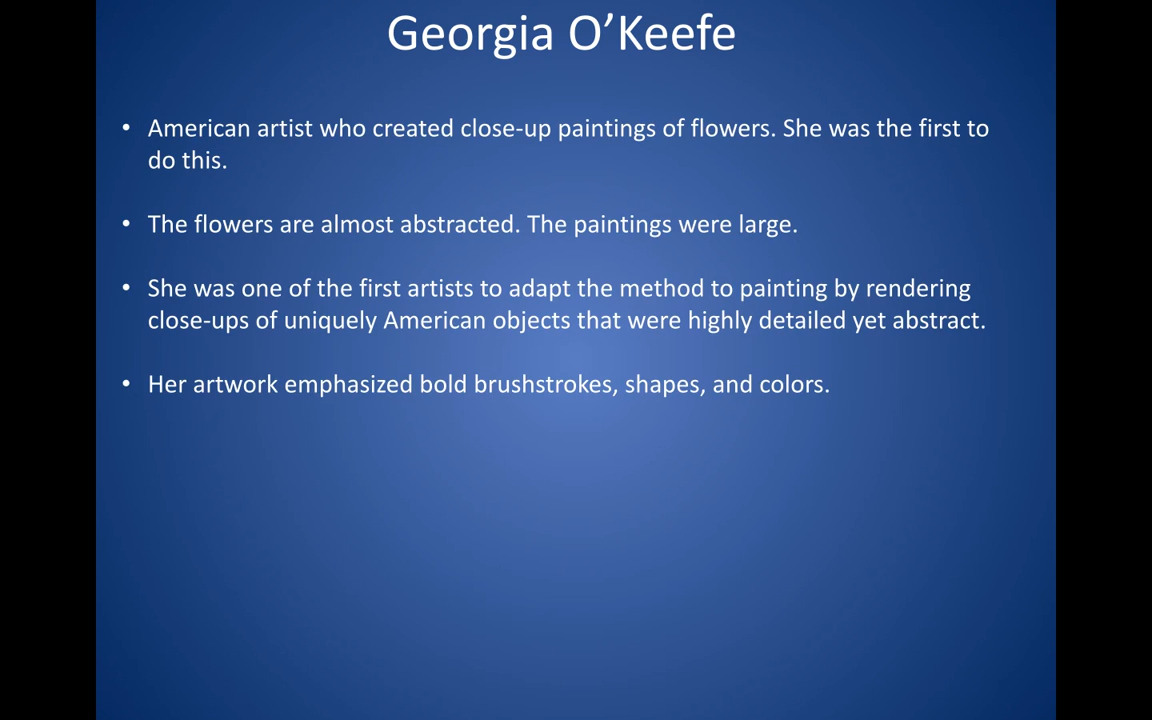 Georgia O’Keefe
• American artist who created close-up paintings of flowers. She was the first to
do this.
• The flowers are almost abstracted. The paintings were large.
• She was one of the first artists to adapt the method to painting by rendering
close-ups of uniquely American objects that were highly detailed yet abstract.
• Her artwork emphasized bold brushstrokes, shapes, and colors.